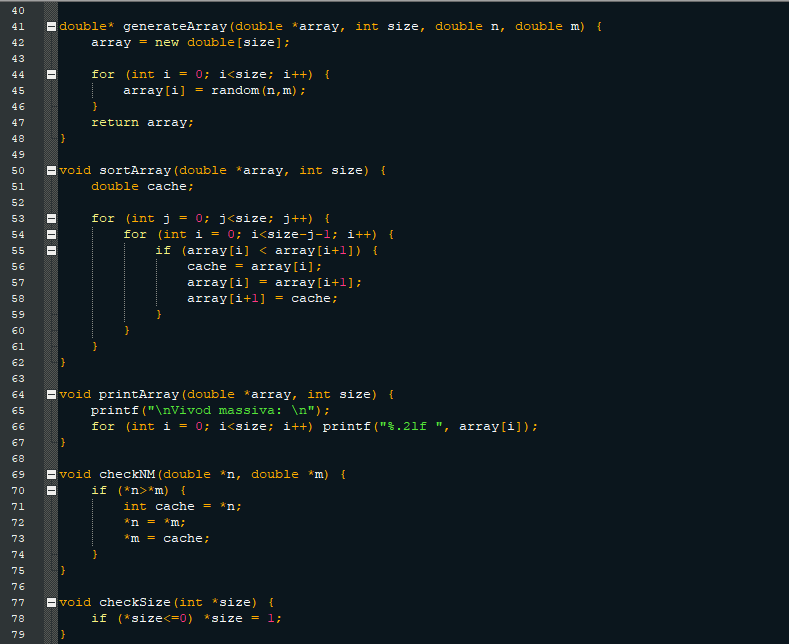 40
41 double* generateArray(double *array, int size, double n, double m) {
42 array = new double[size];
43
44 for (int i = 0; i<size; i++) {
45 array[i] = random(n,m);
46 }
47 return array;
48 }
49
50 void sortArray(double *array, int size) {
51 double cache;
52
53 for (int j = 0; j<size; j++) {
54 for (int i = 0; i<size-j-1; i++) {
55 if (array[i] < array[i+1]) {
56 cache = array[i];
57 array[i] = array[i+1];
58 array[i+1] = cache;
59 }
60 }
61 }
62 }
63
64 void printArray(double *array, int size) {
65 printf("\nVivod massiva: \n");
66 for (int i = 0; i<size; i++) printf("%.2lf ", array[i]);
67 }
68
69 void checkNM(double *n, double *m) {
70 if (*n>*m) {
71 int cache = *n;
72 *n = *m;
73 *m = cache;
74 }
75 }
76
77 void checkSize(int *size) {
78 if (*size<=0) *size = 1;
79 }